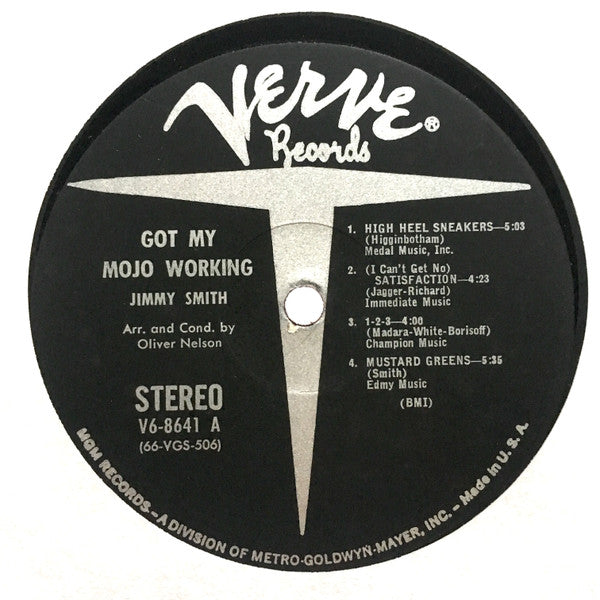 VERVE®
Records
GOT MY
MOJO WORKING
JIMMY SMITH
Arr. and Cond. by
Oliver Nelson
STEREO
V6-8641 A
(66-VGS-506)
1. HIGH HEEL SNEAKERS—5:03
(Higginbotham)
Medal Music, Inc.
2. (I Can't Get No)
SATISFACTION—4:23
(Jagger-Richard)
Immediate Music
3. 1-2-3—4:00
(Madara-White-Borisoff)
Champion Music
4. MUSTARD GREENS—5:35
(Smith)
Edmy Music
(BMI)
MGM RECORDS – A DIVISION OF METRO-GOLDWYN-MAYER, INC. – Made in U. S. A.